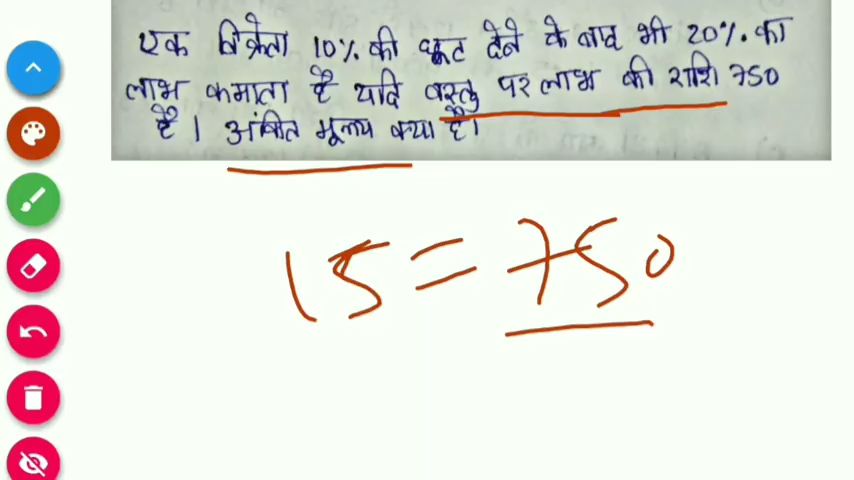 एक विक्रेता 10% की छूट देने के बाद भी 20% का
लाभ कमाता है यदि वस्तु पर लाभ की राशि 750
है। अंकित मूल्य क्या है।
15 = 750